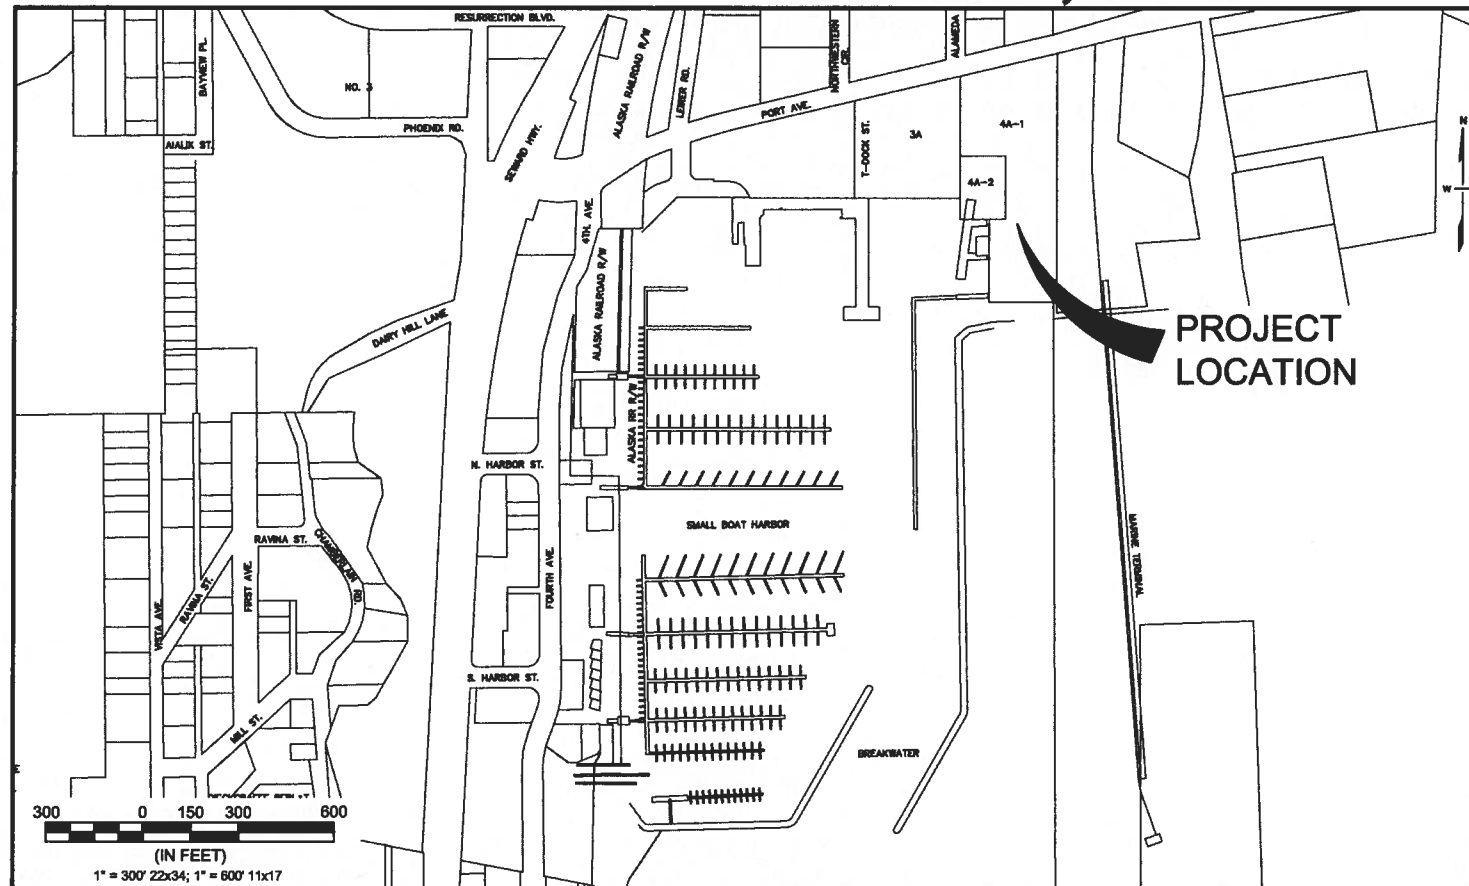 RESURRECTION BLVD.
BAYVIEW PL.
NO. 3
PHOENIX RD.
AIALIK ST.
SEWARD HWY.
ALASKA RAILROAD R/W
LEIRER RD.
PORT AVE.
NORTHWESTERN CIR.
ALAMEDA
T-DOCK ST.
3A
4A-1
4A-2
N
W
4TH. AVE.
ALASKA RAILROAD R/W
DAIRY HILL LANE
PROJECT
LOCATION
ALASKA RR R/W
N. HARBOR ST.
SMALL BOAT HARBOR
RAVINA ST.
CHAMBERLAIN RD.
FIRST AVE.
RAVINA ST.
VISTA AVE.
FOURTH AVE.
MARINE TERMINAL
S. HARBOR ST.
MILL ST.
BREAKWATER
300 0 150 300 600
(IN FEET)
1" = 300' 22x34; 1" = 600' 11x17